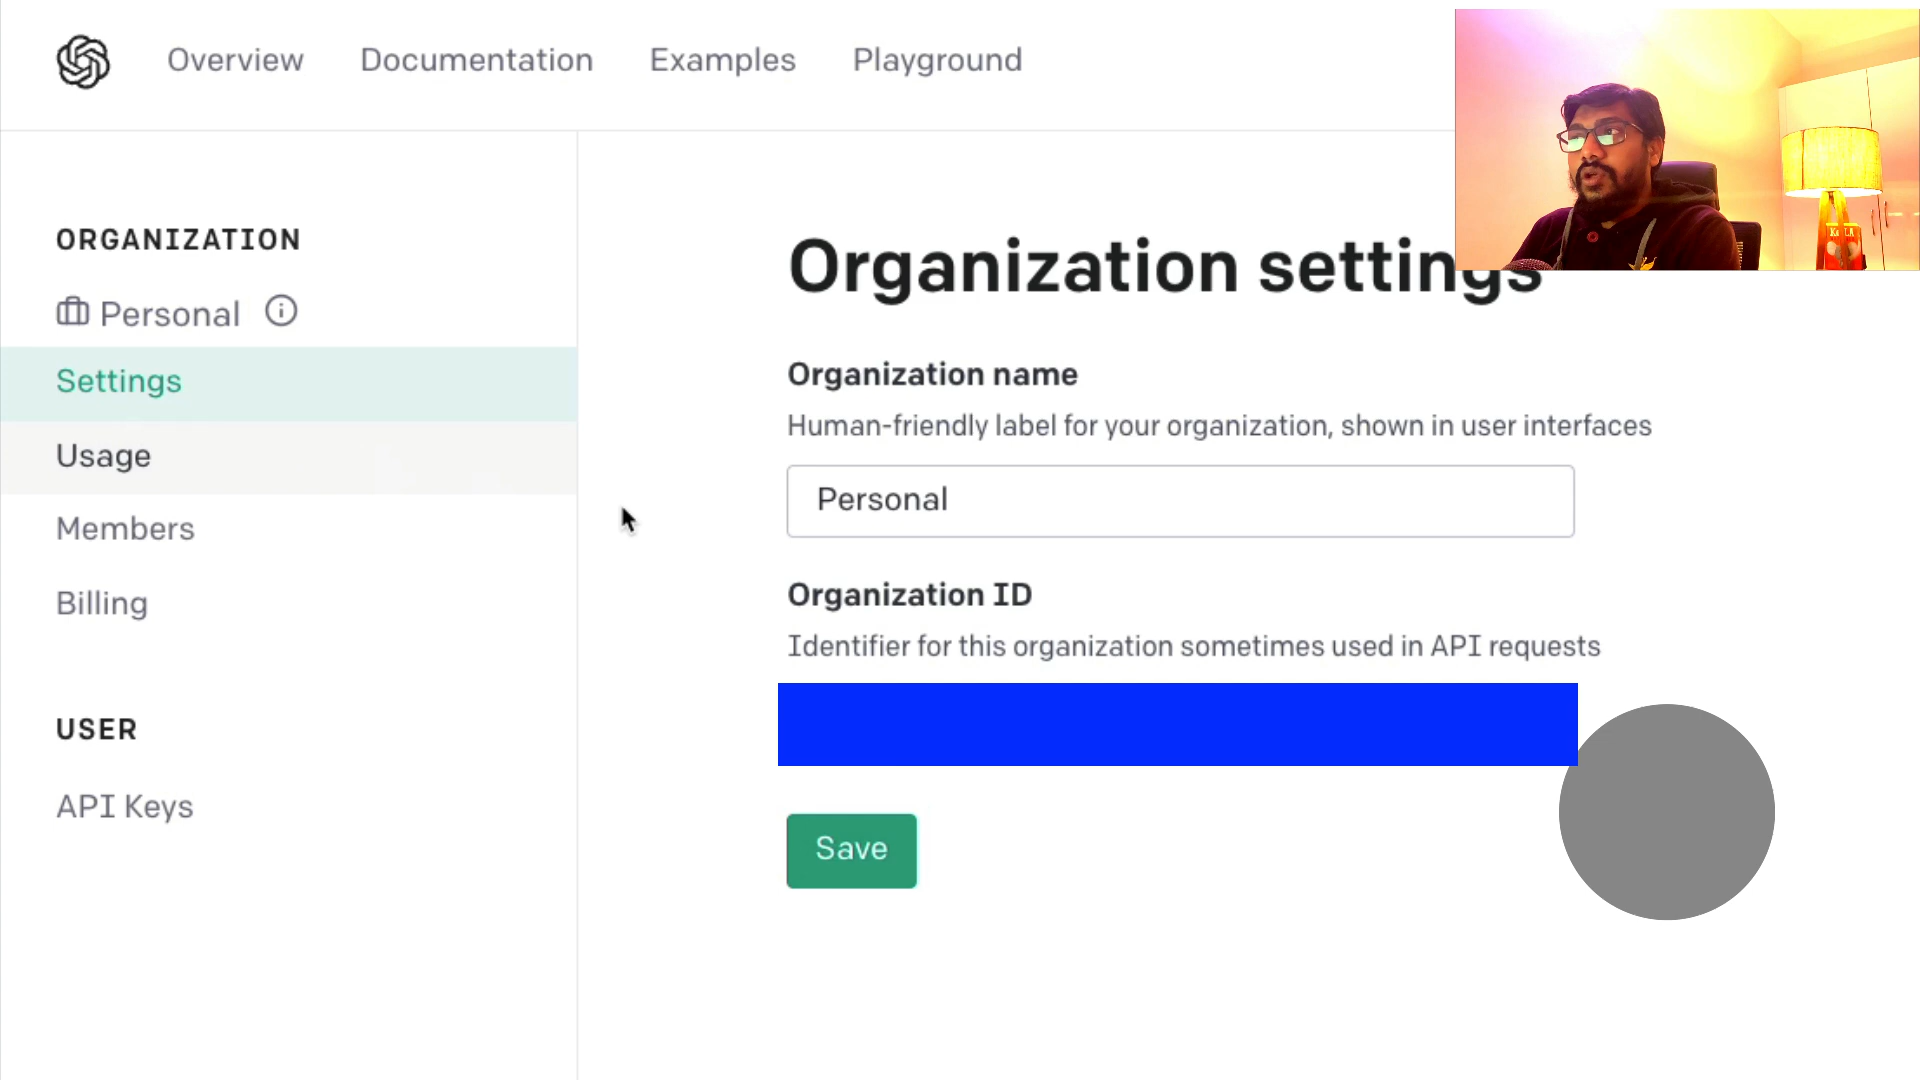 Overview Documentation Examples Playground
ORGANIZATION
Personal
Settings
Usage
Members
Billing
USER
API Keys
Organization settings
Organization name
Human-friendly label for your organization, shown in user interfaces
Personal
Organization ID
Identifier for this organization sometimes used in API requests
Save